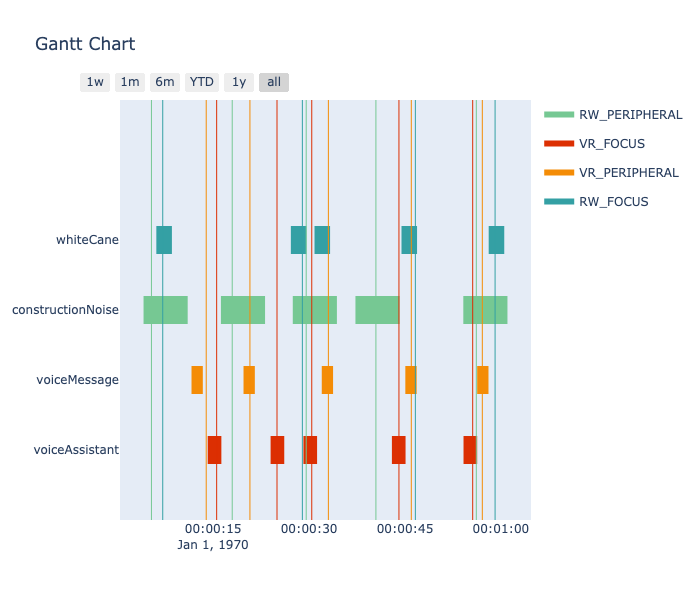 Gantt Chart
1w 1m 6m YTD 1y all
RW_PERIPHERAL
VR_FOCUS
VR_PERIPHERAL
RW_FOCUS
whiteCane
constructionNoise
voiceMessage
voiceAssistant
00:00:15 00:00:30 00:00:45 00:01:00
Jan 1, 1970